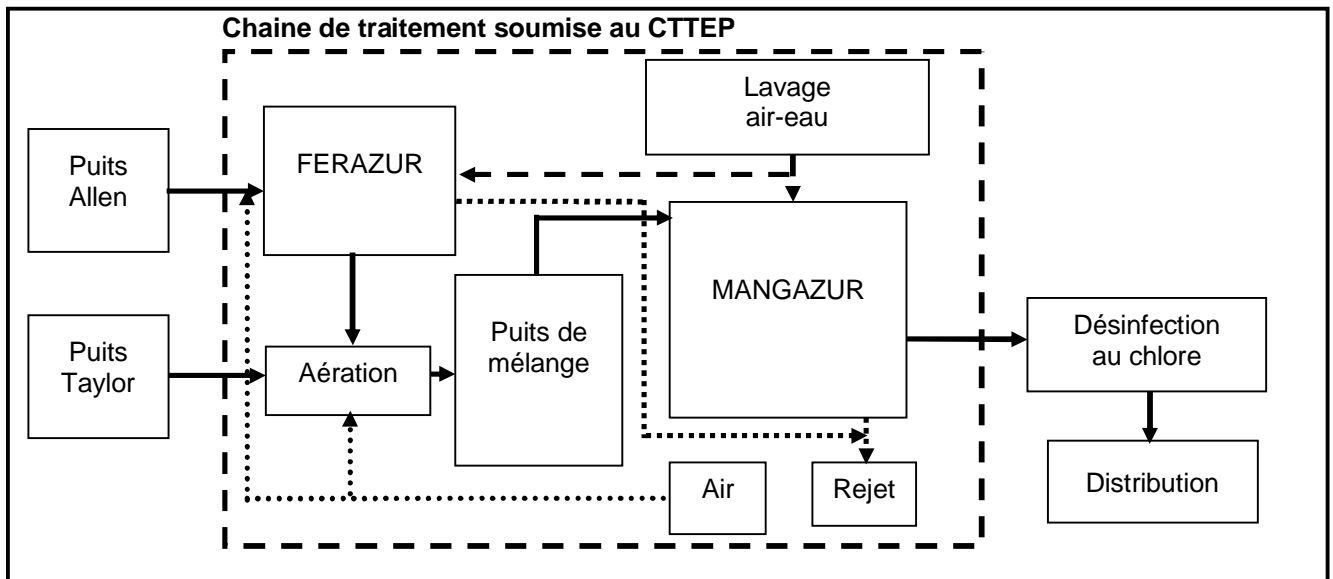 Chaine de traitement soumise au CTTEP
Lavage
air-eau
Puits
Allen
FERAZUR
MANGAZUR
Puits de
mélange
Puits
Taylor
Aération
Désinfection
au chlore
Air
Rejet
Distribution